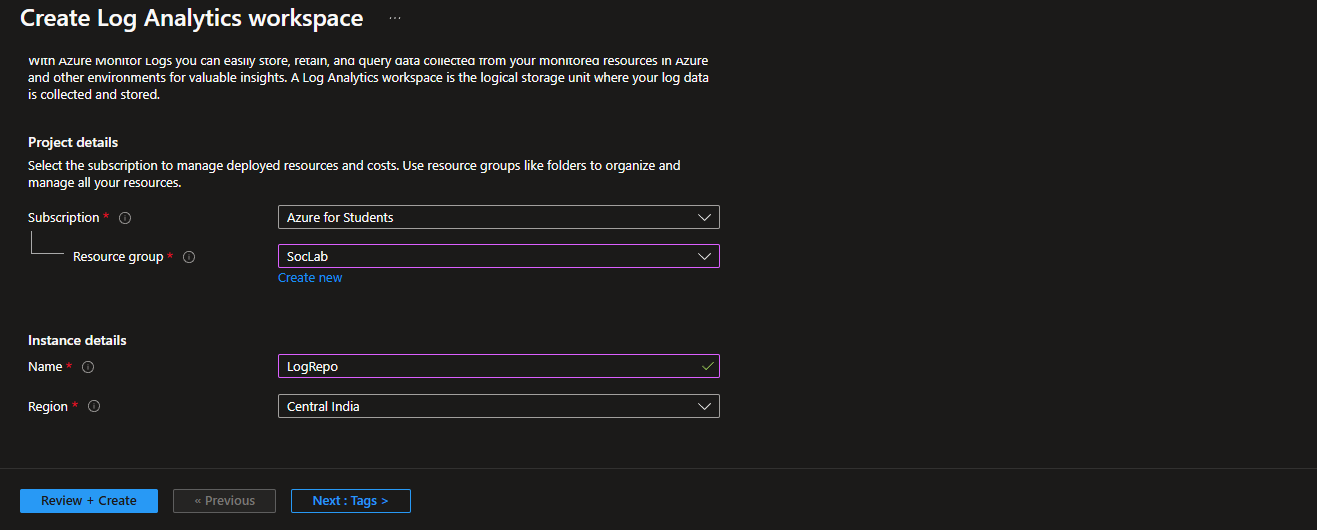 Create Log Analytics workspace ...
With Azure Monitor Logs you can easily store, retain, and query data collected from your monitored resources in Azure
and other environments for valuable insights. A Log Analytics workspace is the logical storage unit where your log data
is collected and stored.
Project details
Select the subscription to manage deployed resources and costs. Use resource groups like folders to organize and
manage all your resources.
Subscription * Azure for Students
Resource group * SocLab
Create new
Instance details
Name * LogRepo
Region * Central India
Review + Create « Previous Next : Tags >